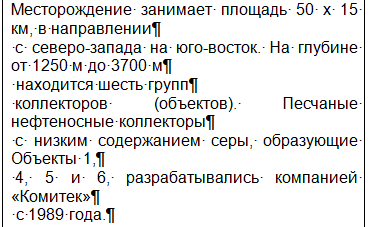 Месторождение занимает площадь 50 х 15
км, в направлении¶
с северо-запада на юго-восток. На глубине
от 1250 м до 3700 м¶
находится шесть групп¶
коллекторов (объектов). Песчаные
нефтеносные коллекторы¶
с низким содержанием серы, образующие
Объекты 1,¶
4, 5 и 6, разрабатывались компанией
«Комитек»¶
с 1989 года.¶